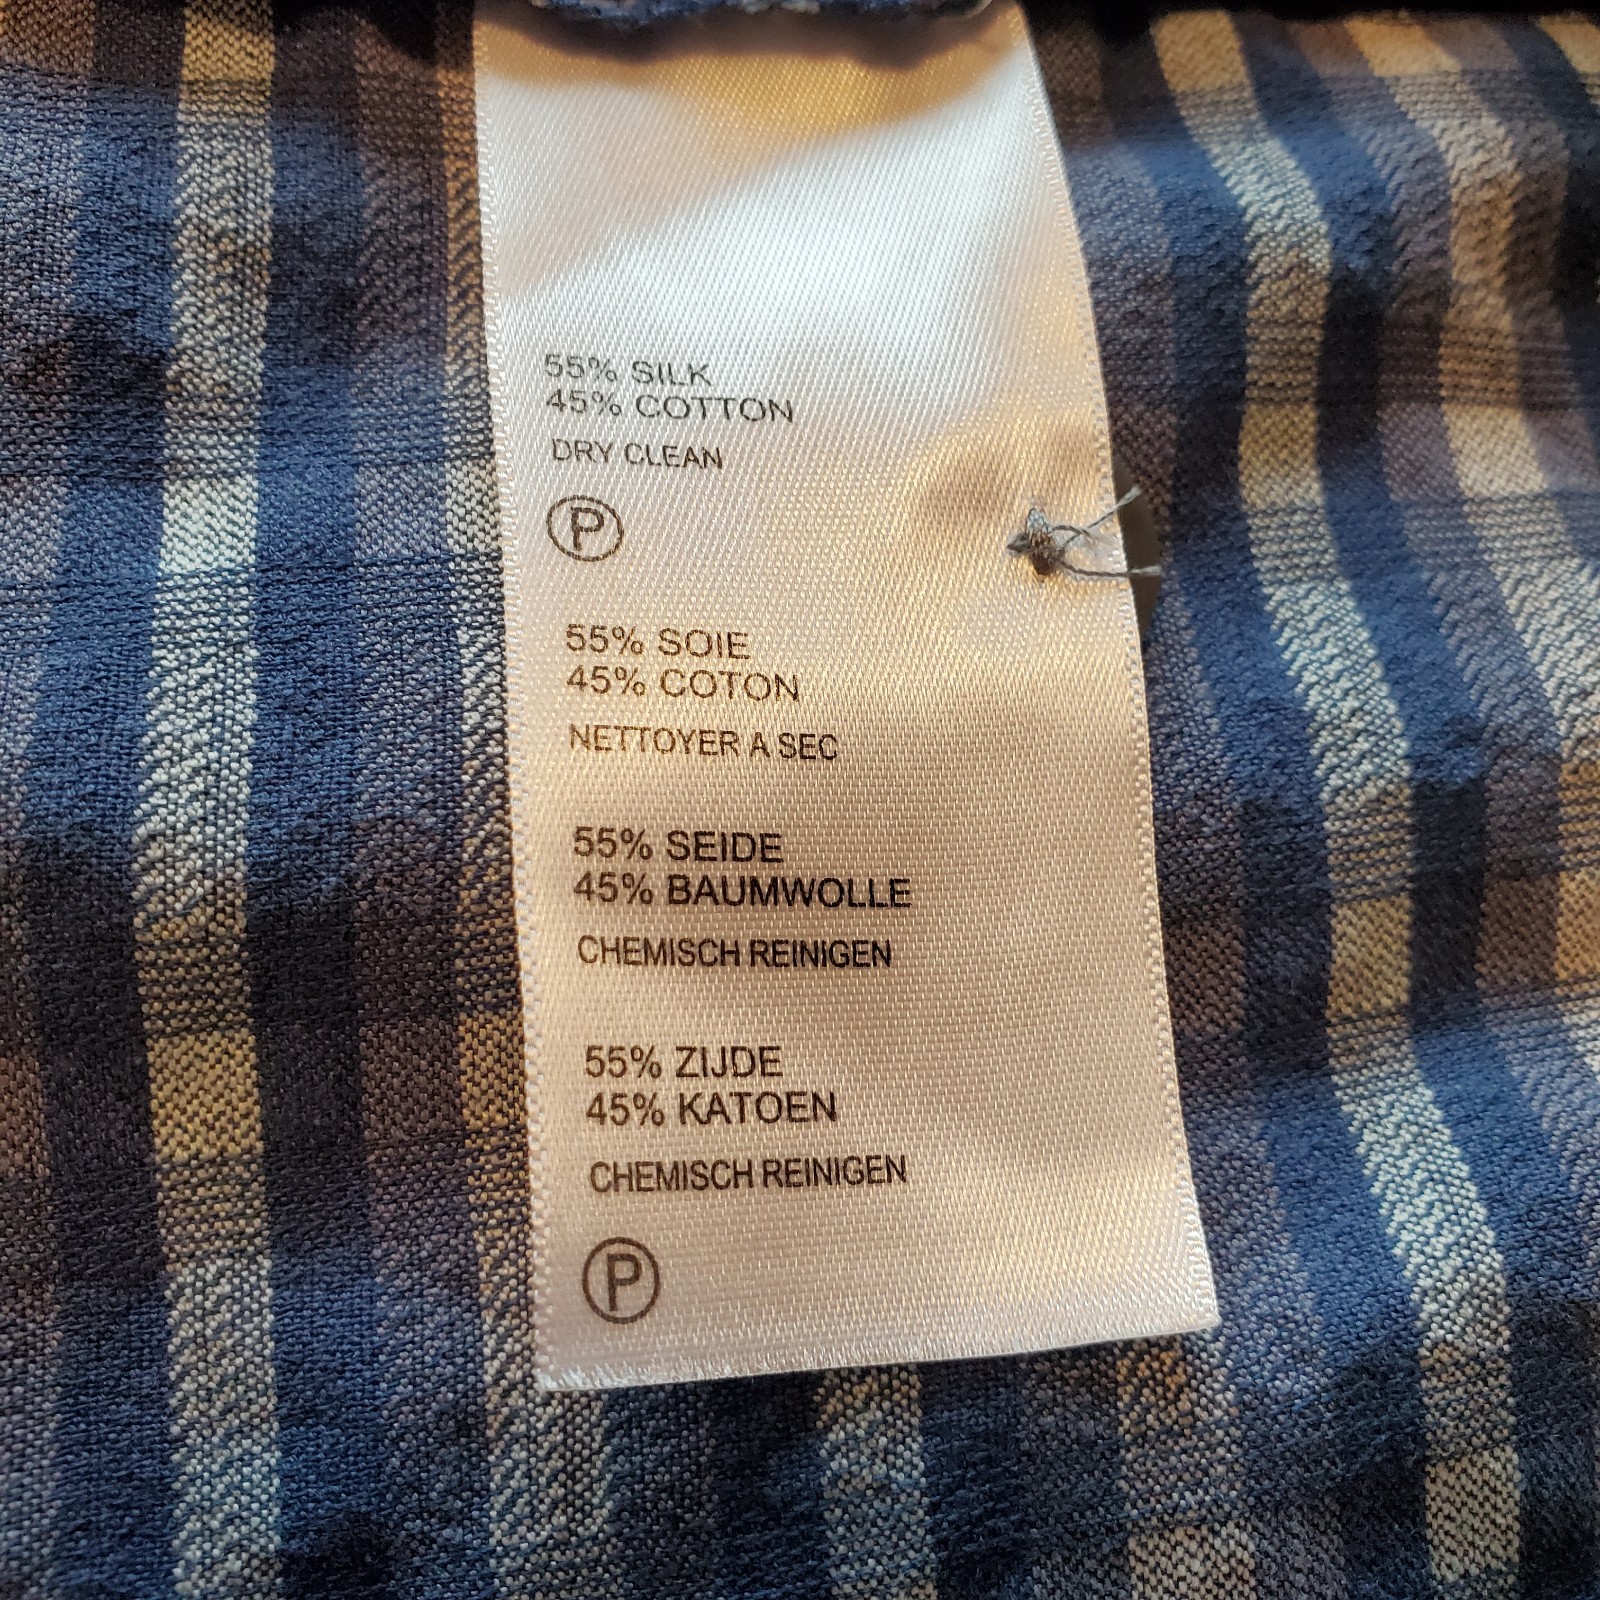 55% SILK
45% COTTON
DRY CLEAN
P
55% SOIE
45% COTON
NETTOYER A SEC
55% SEIDE
45% BAUMWOLLE
CHEMISCH REINIGEN
55% ZIJDE
45% KATOEN
CHEMISCH REINIGEN
P